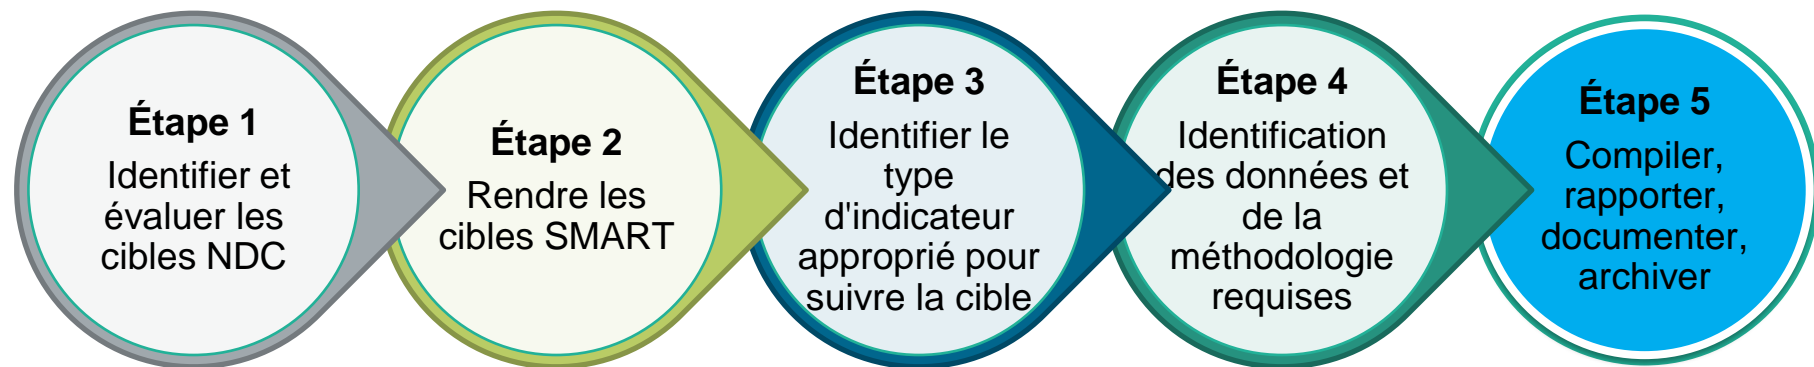 Étape 1
Identifier et
évaluer les
cibles NDC
Étape 2
Rendre les
cibles SMART
Étape 3
Identifier le
type
d'indicateur
approprié pour
suivre la cible
Étape 4
Identification
des données et
de la
méthodologie
requises
Étape 5
Compiler,
rapporter,
documenter,
archiver